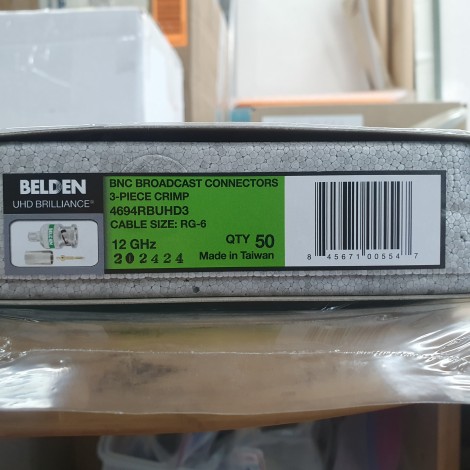 BELDEN
UHD BRILLIANCE®
BNC BROADCAST CONNECTORS
3-PIECE CRIMP
4694RBUHD3
CABLE SIZE: RG-6
12 GHz
QTY 50
202424
Made in Taiwan
8 45671 00554 7